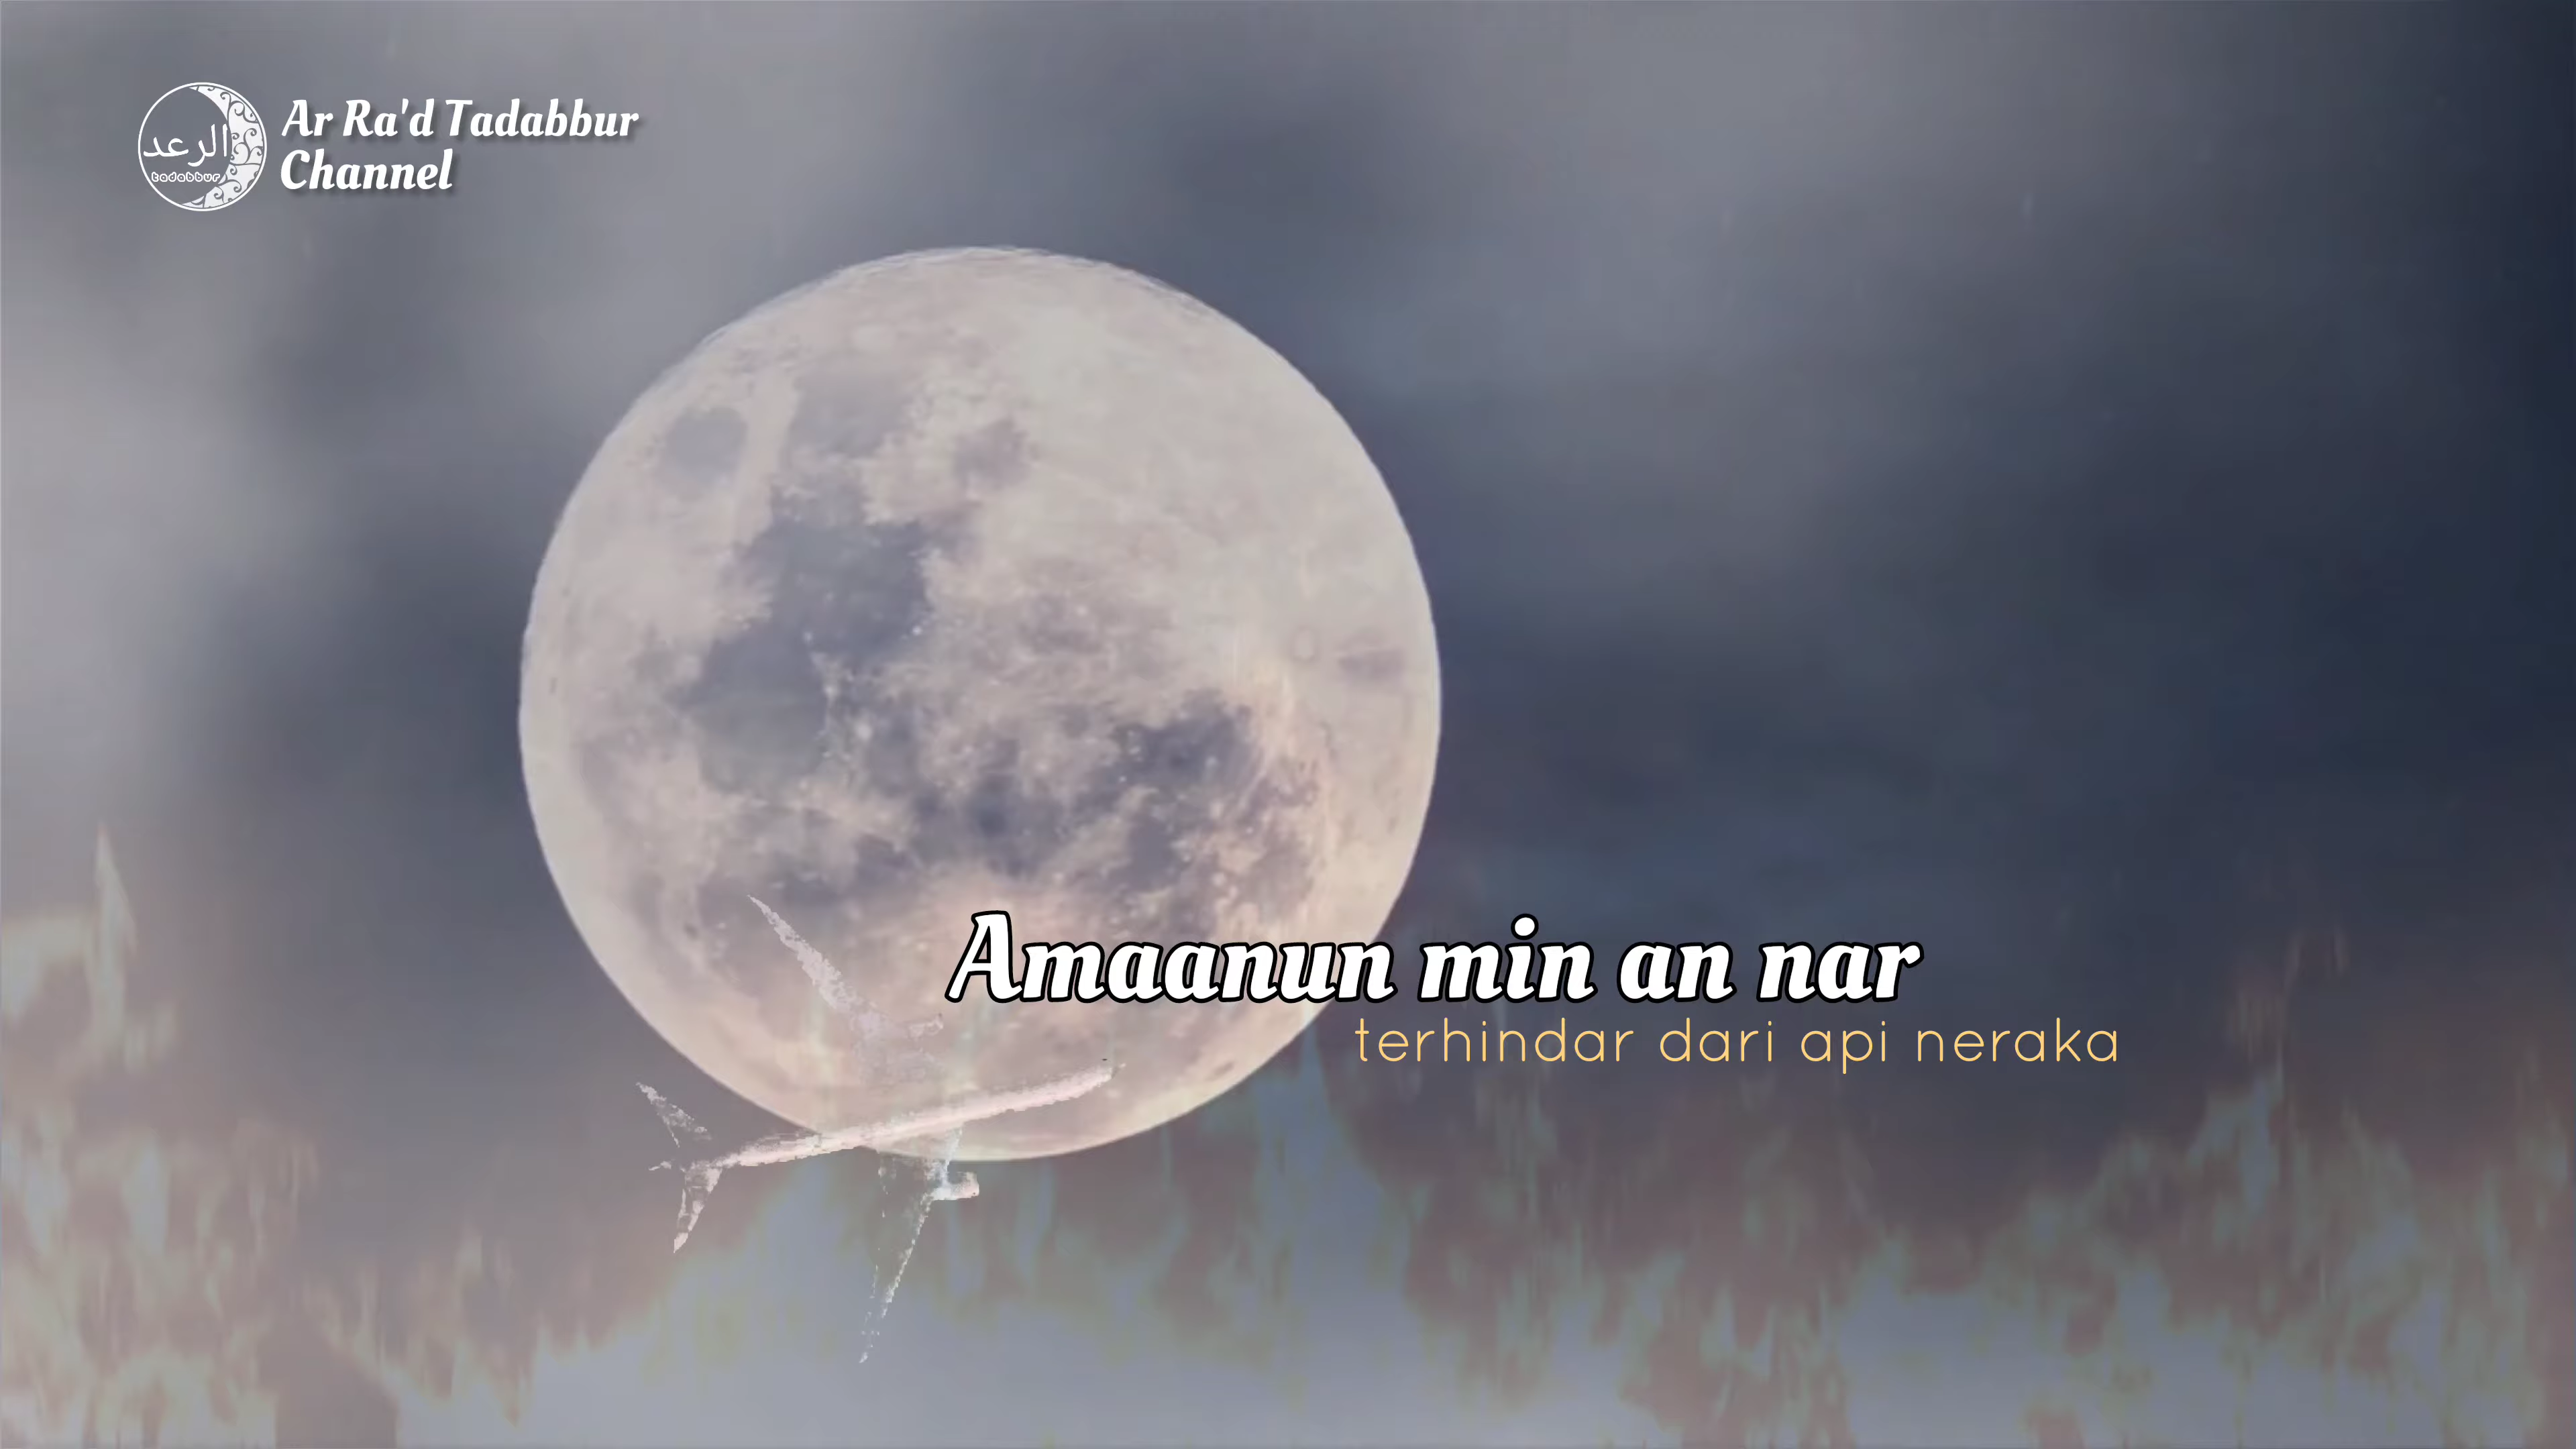 الرعد
tadabbur
Ar Ra'd Tadabbur
Channel
Amaanun min an nar
terhindar dari api neraka